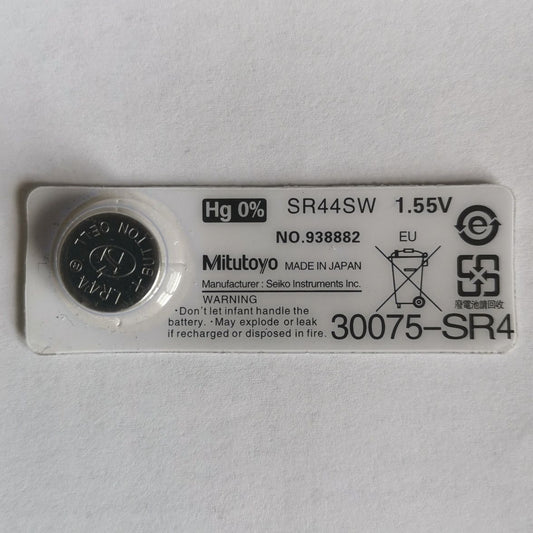 Hg 0% SR44SW 1.55V
NO.938882 EU
Mitutoyo MADE IN JAPAN
Manufacturer : Seiko Instruments Inc.
廢電池請回收
WARNING
･Don't let infant handle the
battery. ･May explode or leak
if recharged or disposed in fire.
30075-SR4
BUTTON CELL